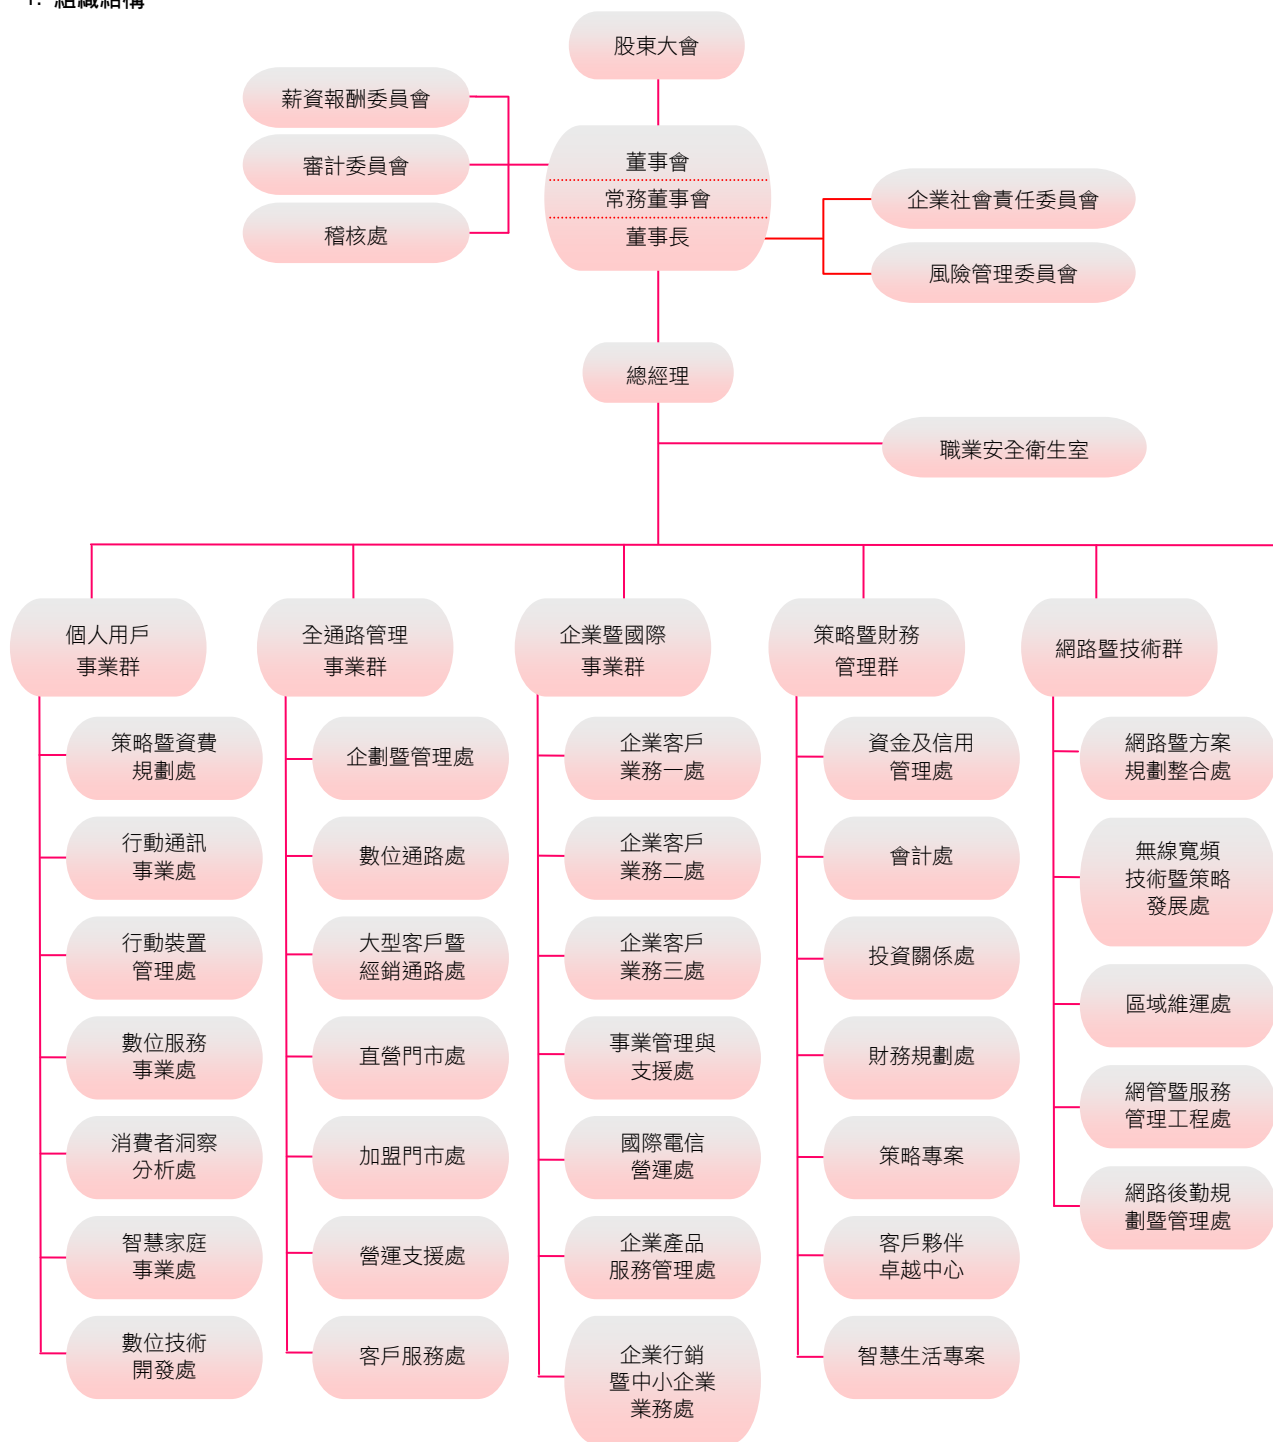 1. 組織結構
股東大會
薪資報酬委員會
審計委員會
稽核處
董事會
常務董事會
董事長
企業社會責任委員會
風險管理委員會
總經理
職業安全衛生室
個人用戶
事業群
策略暨資費
規劃處
行動通訊
事業處
行動裝置
管理處
數位服務
事業處
消費者洞察
分析處
智慧家庭
事業處
數位技術
開發處
全通路管理
事業群
企劃暨管理處
數位通路處
大型客戶暨
經銷通路處
直營門市處
加盟門市處
營運支援處
客戶服務處
企業暨國際
事業群
企業客戶
業務一處
企業客戶
業務二處
企業客戶
業務三處
事業管理與
支援處
國際電信
營運處
企業產品
服務管理處
企業行銷
暨中小企業
業務處
策略暨財務
管理群
資金及信用
管理處
會計處
投資關係處
財務規劃處
策略專案
客戶夥伴
卓越中心
智慧生活專案
網路暨技術群
網路暨方案
規劃整合處
無線寬頻
技術暨策略
發展處
區域維運處
網管暨服務
管理工程處
網路後勤規
劃暨管理處